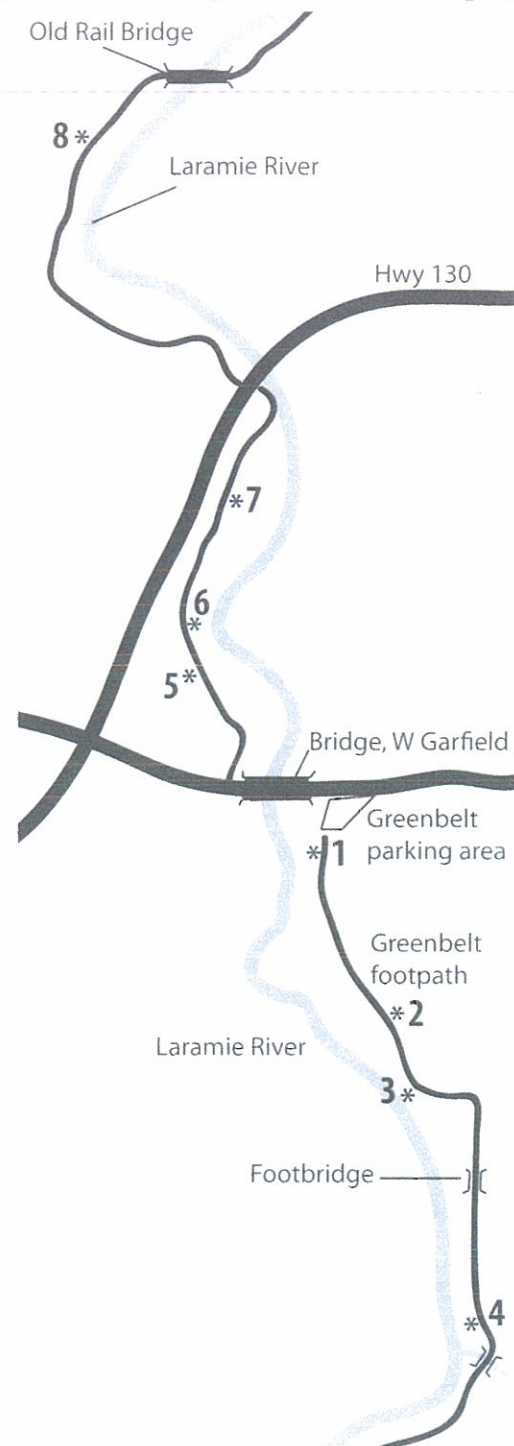 Old Rail Bridge
8*
Laramie River
Hwy 130
*7
6
*
5*
Bridge, W Garfield
Greenbelt
parking area
*1
Greenbelt
footpath
*2
Laramie River
3*
Footbridge
4
*